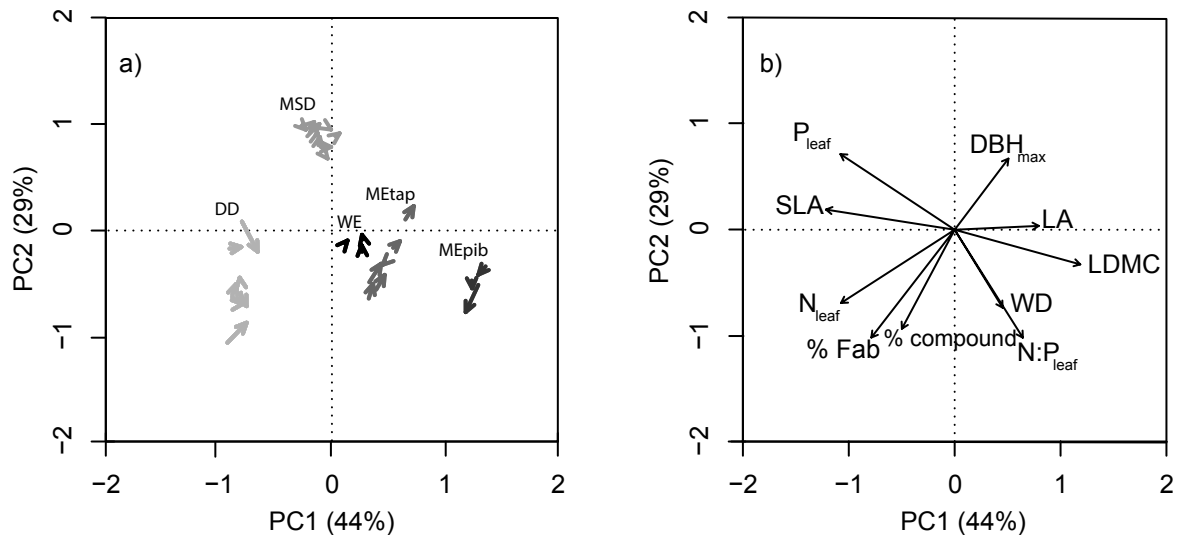 a)
MSD
DD
WE
MEtap
MEpib
2
1
0
−1
−2
PC2 (29%)
−2 −1 0 1 2
PC1 (44%)
b)
Pleaf
DBHmax
SLA
LA
LDMC
Nleaf
WD
% Fab
% compound
N:Pleaf
2
1
0
−1
−2
PC2 (29%)
−2 −1 0 1 2
PC1 (44%)